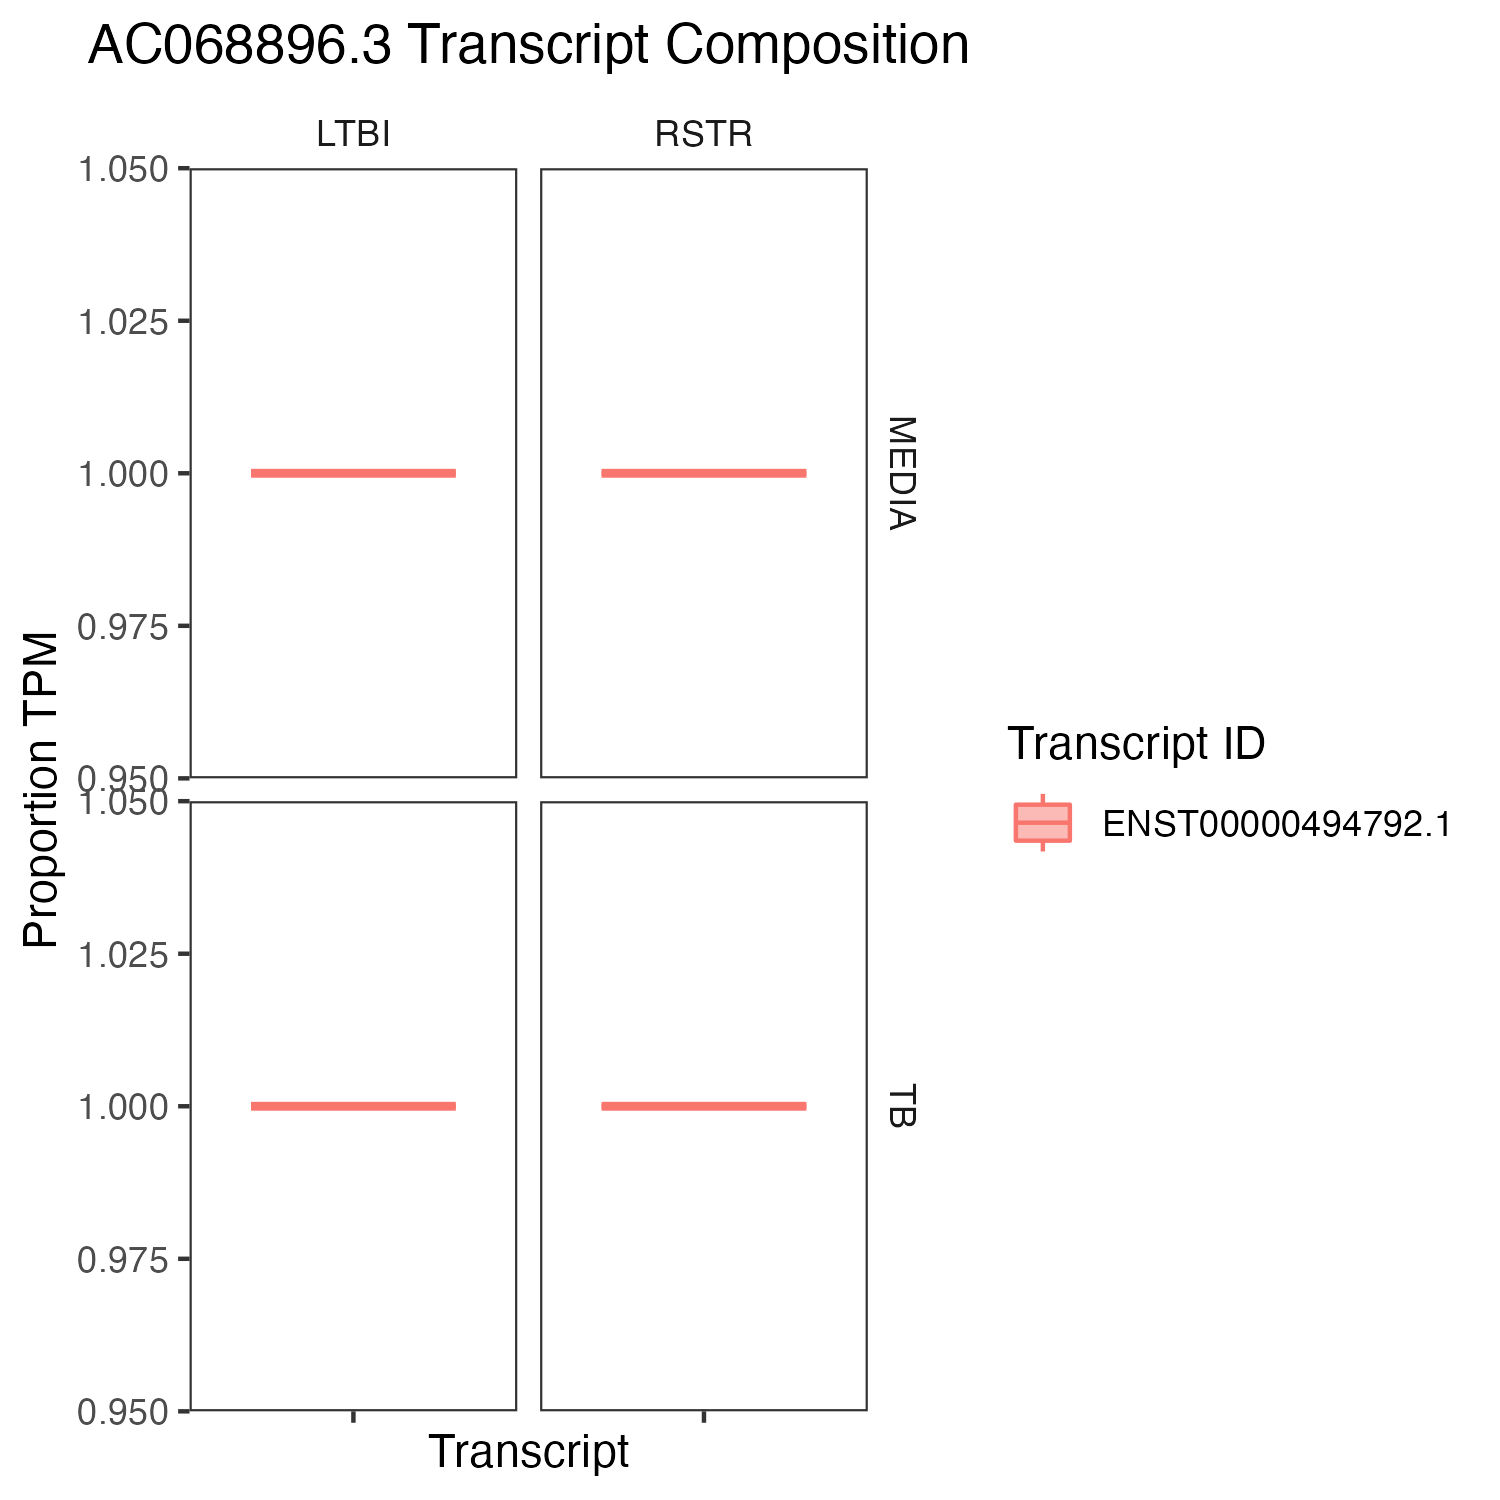 AC068896.3 Transcript Composition
LTBI
RSTR
1.050
1.025
1.000
0.975
0.950
MEDIA
1.050
1.025
1.000
0.975
0.950
TB
Proportion TPM
Transcript
Transcript ID
ENST00000494792.1